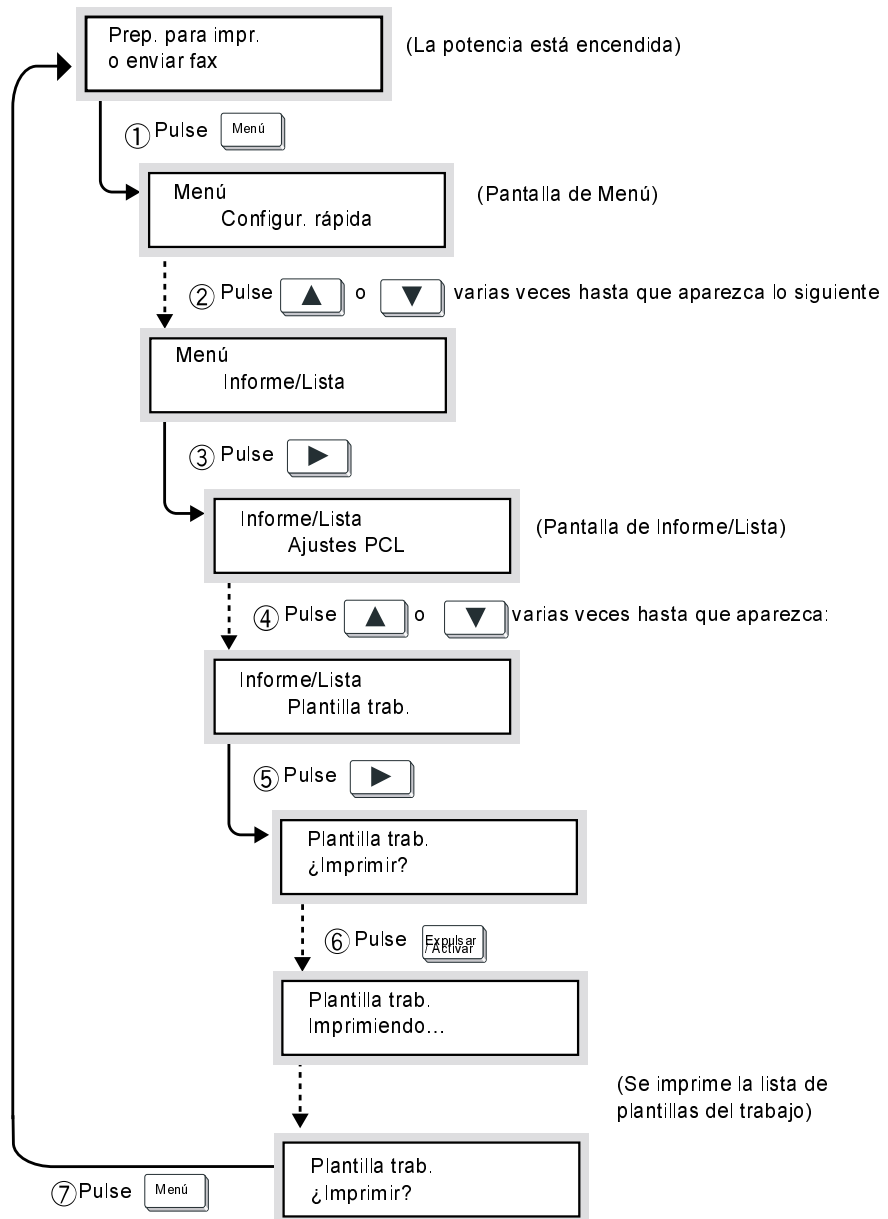 Prep. para impr.
o enviar fax
(La potencia está encendida)
① Pulse Menú
Menú
Configur. rápida
(Pantalla de Menú)
② Pulse ▲ o ▼ varias veces hasta que aparezca lo siguiente
Menú
Informe/Lista
③ Pulse ▶
Informe/Lista
Ajustes PCL
(Pantalla de Informe/Lista)
④ Pulse ▲ o ▼ varias veces hasta que aparezca:
Informe/Lista
Plantilla trab.
⑤ Pulse ▶
Plantilla trab.
¿Imprimir?
⑥ Pulse Expulsar
/ Activar
Plantilla trab.
Imprimiendo...
(Se imprime la lista de
plantillas del trabajo)
Plantilla trab.
¿Imprimir?
⑦ Pulse Menú